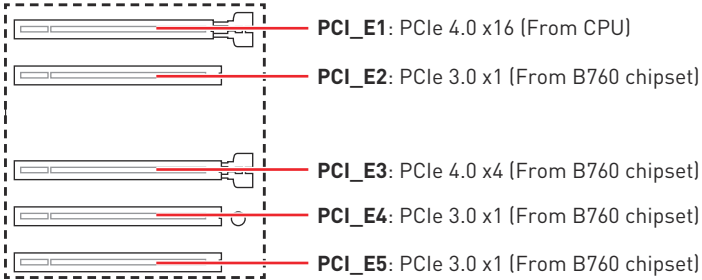 PCI_E1: PCIe 4.0 x16 (From CPU)
PCI_E2: PCIe 3.0 x1 (From B760 chipset)
PCI_E3: PCIe 4.0 x4 (From B760 chipset)
PCI_E4: PCIe 3.0 x1 (From B760 chipset)
PCI_E5: PCIe 3.0 x1 (From B760 chipset)